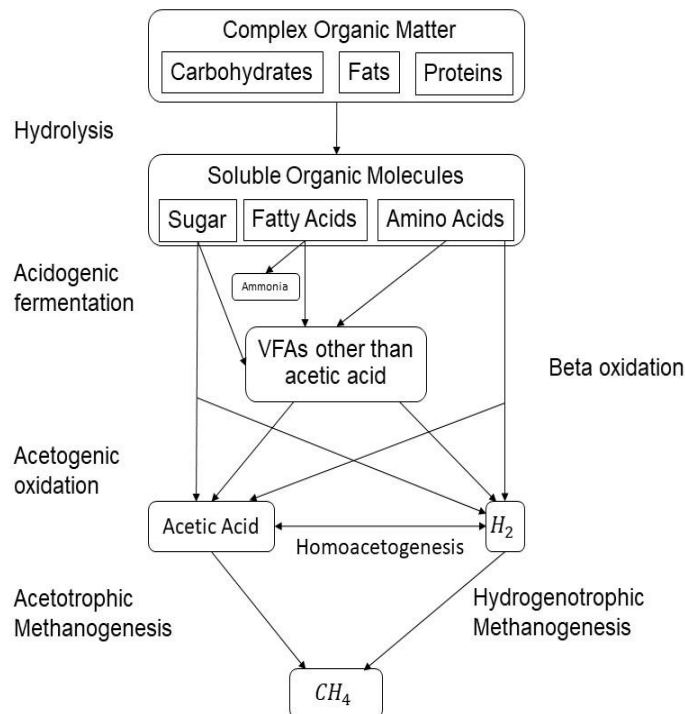 Complex Organic Matter
Carbohydrates
Fats
Proteins
Hydrolysis
Soluble Organic Molecules
Sugar
Fatty Acids
Amino Acids
Acidogenic
fermentation
Ammonia
VFAs other than
acetic acid
Beta oxidation
Acetogenic
oxidation
Acetic Acid
Homoacetogenesis
H₂
Acetotrophic
Methanogenesis
Hydrogenotrophic
Methanogenesis
CH₄